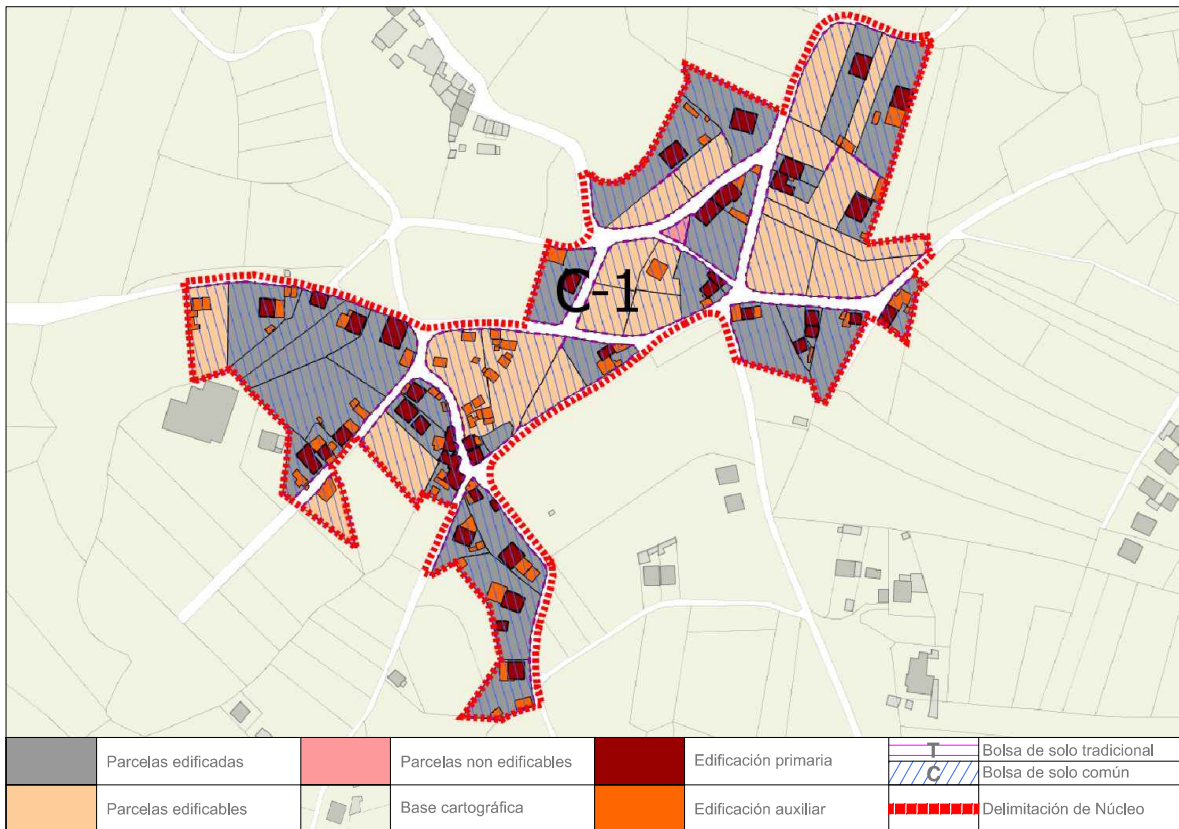 C-1
Parcelas edificadas
Parcelas non edificables
Edificación primaria
T
Bolsa de solo tradicional
C
Bolsa de solo común
Parcelas edificables
Base cartográfica
Edificación auxiliar
Delimitación de Núcleo